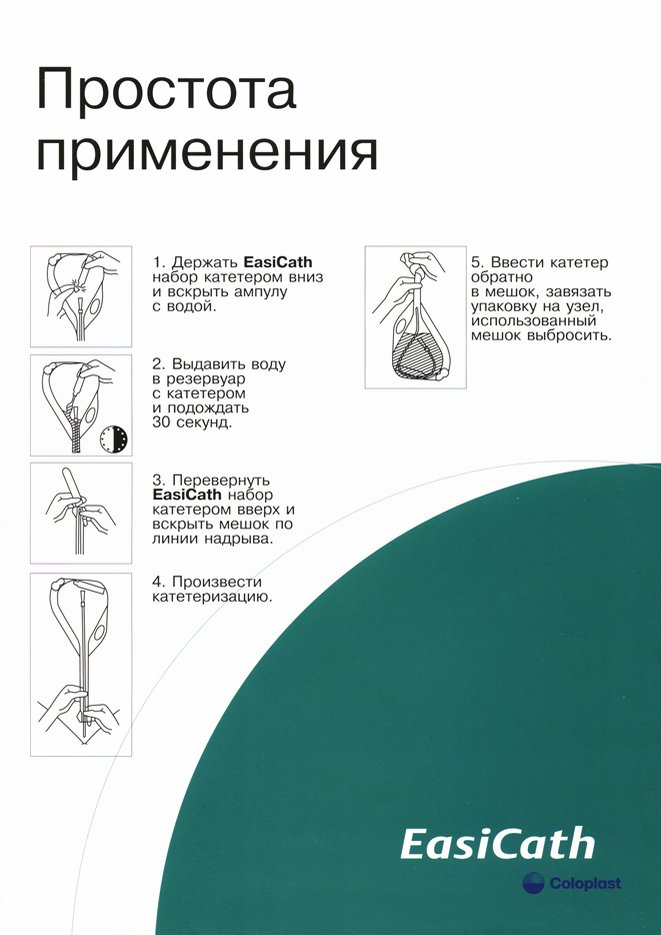 Простота
применения
1. Держать EasiCath
набор катетером вниз
и вскрыть ампулу
с водой.
2. Выдавить воду
в резервуар
с катетером
и подождать
30 секунд.
3. Перевернуть
EasiCath набор
катетером вверх и
вскрыть мешок по
линии надрыва.
4. Произвести
катетеризацию.
5. Ввести катетер
обратно
в мешок, завязать
упаковку на узел,
использованный
мешок выбросить.
EasiCath
Coloplast